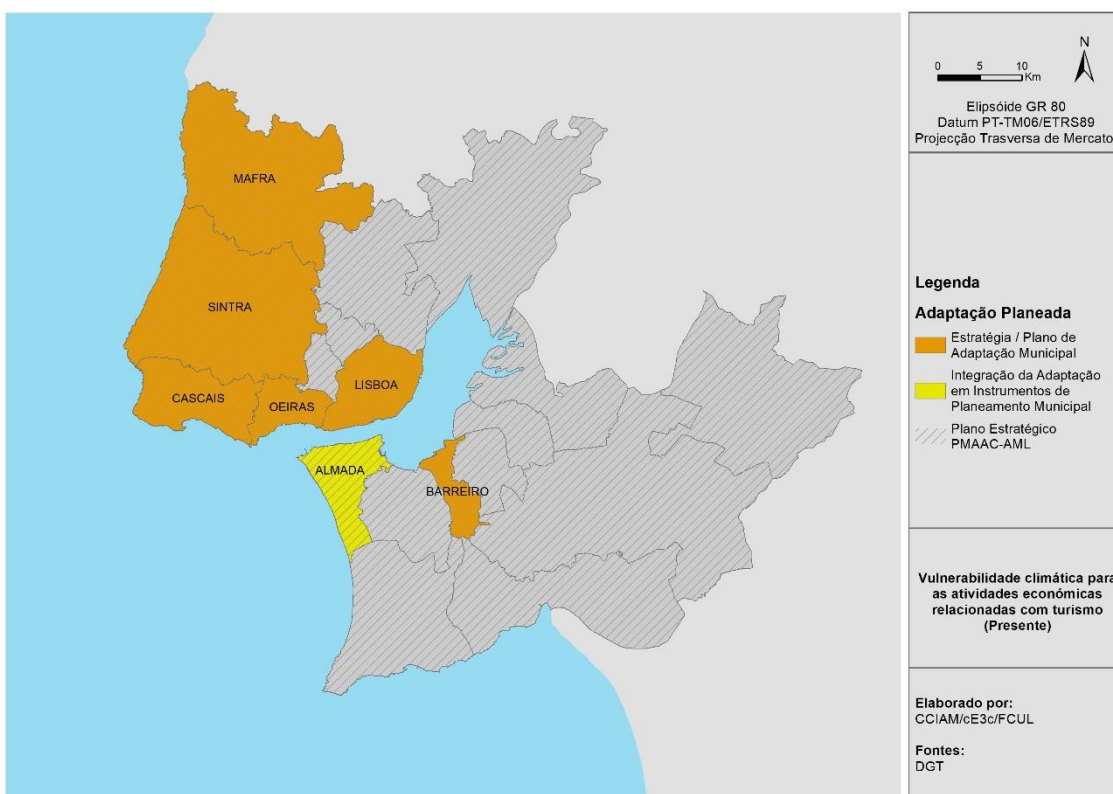 MAFRA
SINTRA
CASCAIS
OEIRAS
LISBOA
ALMADA
BARREIRO
N
0 5 10
Km
Elipsóide GR 80
Datum PT-TM06/ETRS89
Projecção Trasversa de Mercato
Legenda
Adaptação Planeada
Estratégia / Plano de
Adaptação Municipal
Integração da Adaptação
em Instrumentos de
Planeamento Municipal
Plano Estratégico
PMAAC-AML
Vulnerabilidade climática para
as atividades económicas
relacionadas com turismo
(Presente)
Elaborado por:
CCIAM/cE3c/FCUL
Fontes:
DGT